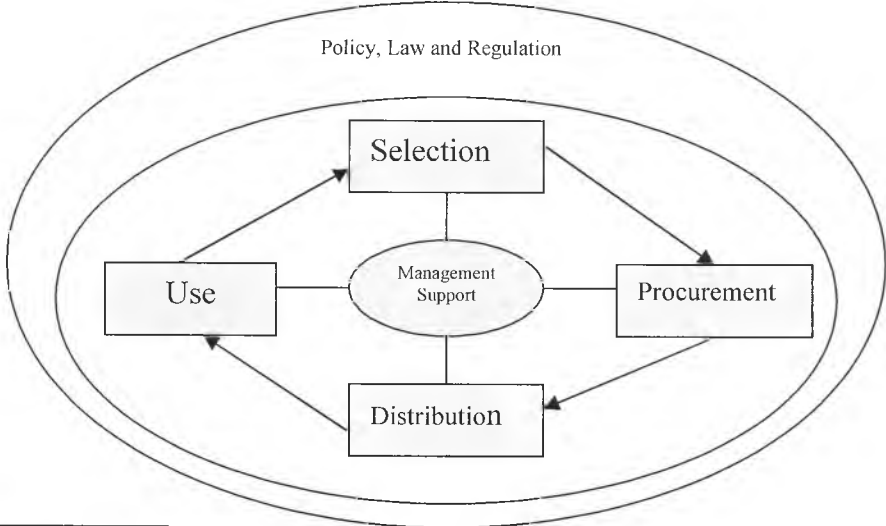 Policy, Law and Regulation
Selection
Management
Support
Use
Procurement
Distribution